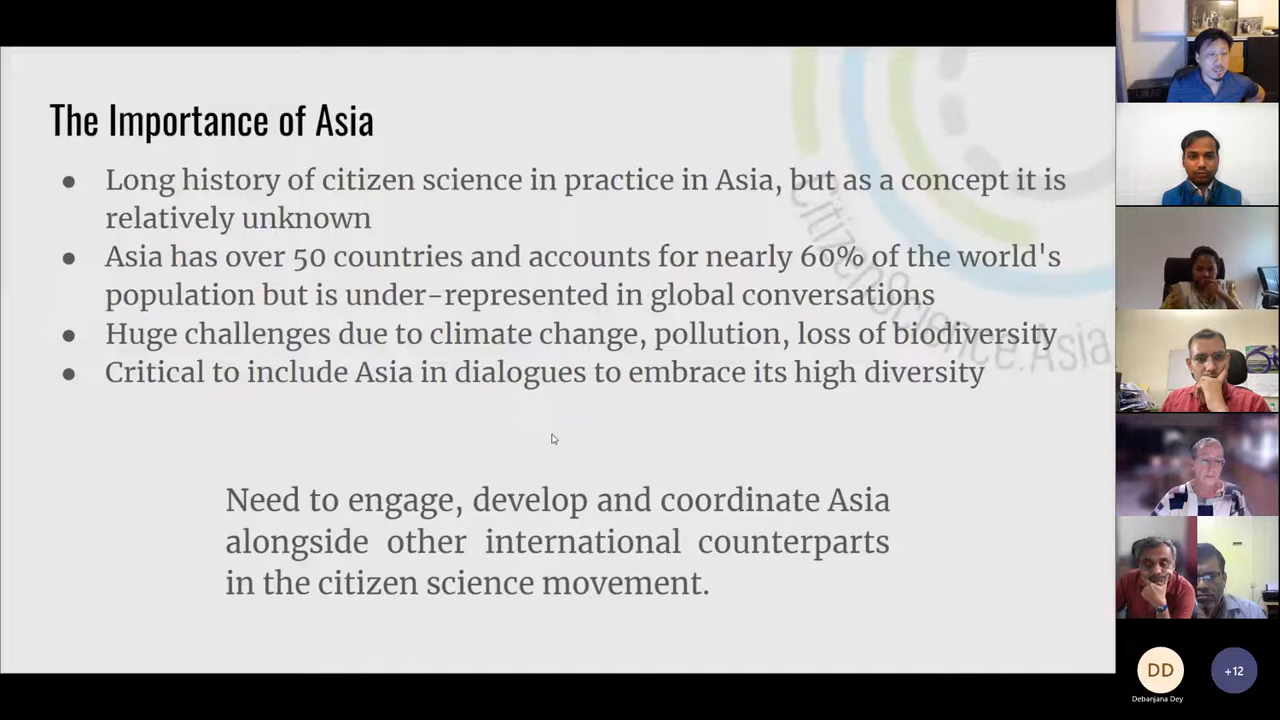 The Importance of Asia
● Long history of citizen science in practice in Asia, but as a concept it is
relatively unknown
● Asia has over 50 countries and accounts for nearly 60% of the world's
population but is under-represented in global conversations
● Huge challenges due to climate change, pollution, loss of biodiversity
● Critical to include Asia in dialogues to embrace its high diversity
Need to engage, develop and coordinate Asia
alongside other international counterparts
in the citizen science movement.
CitizenScience.Asia
DD
+12
Debanjana Dey